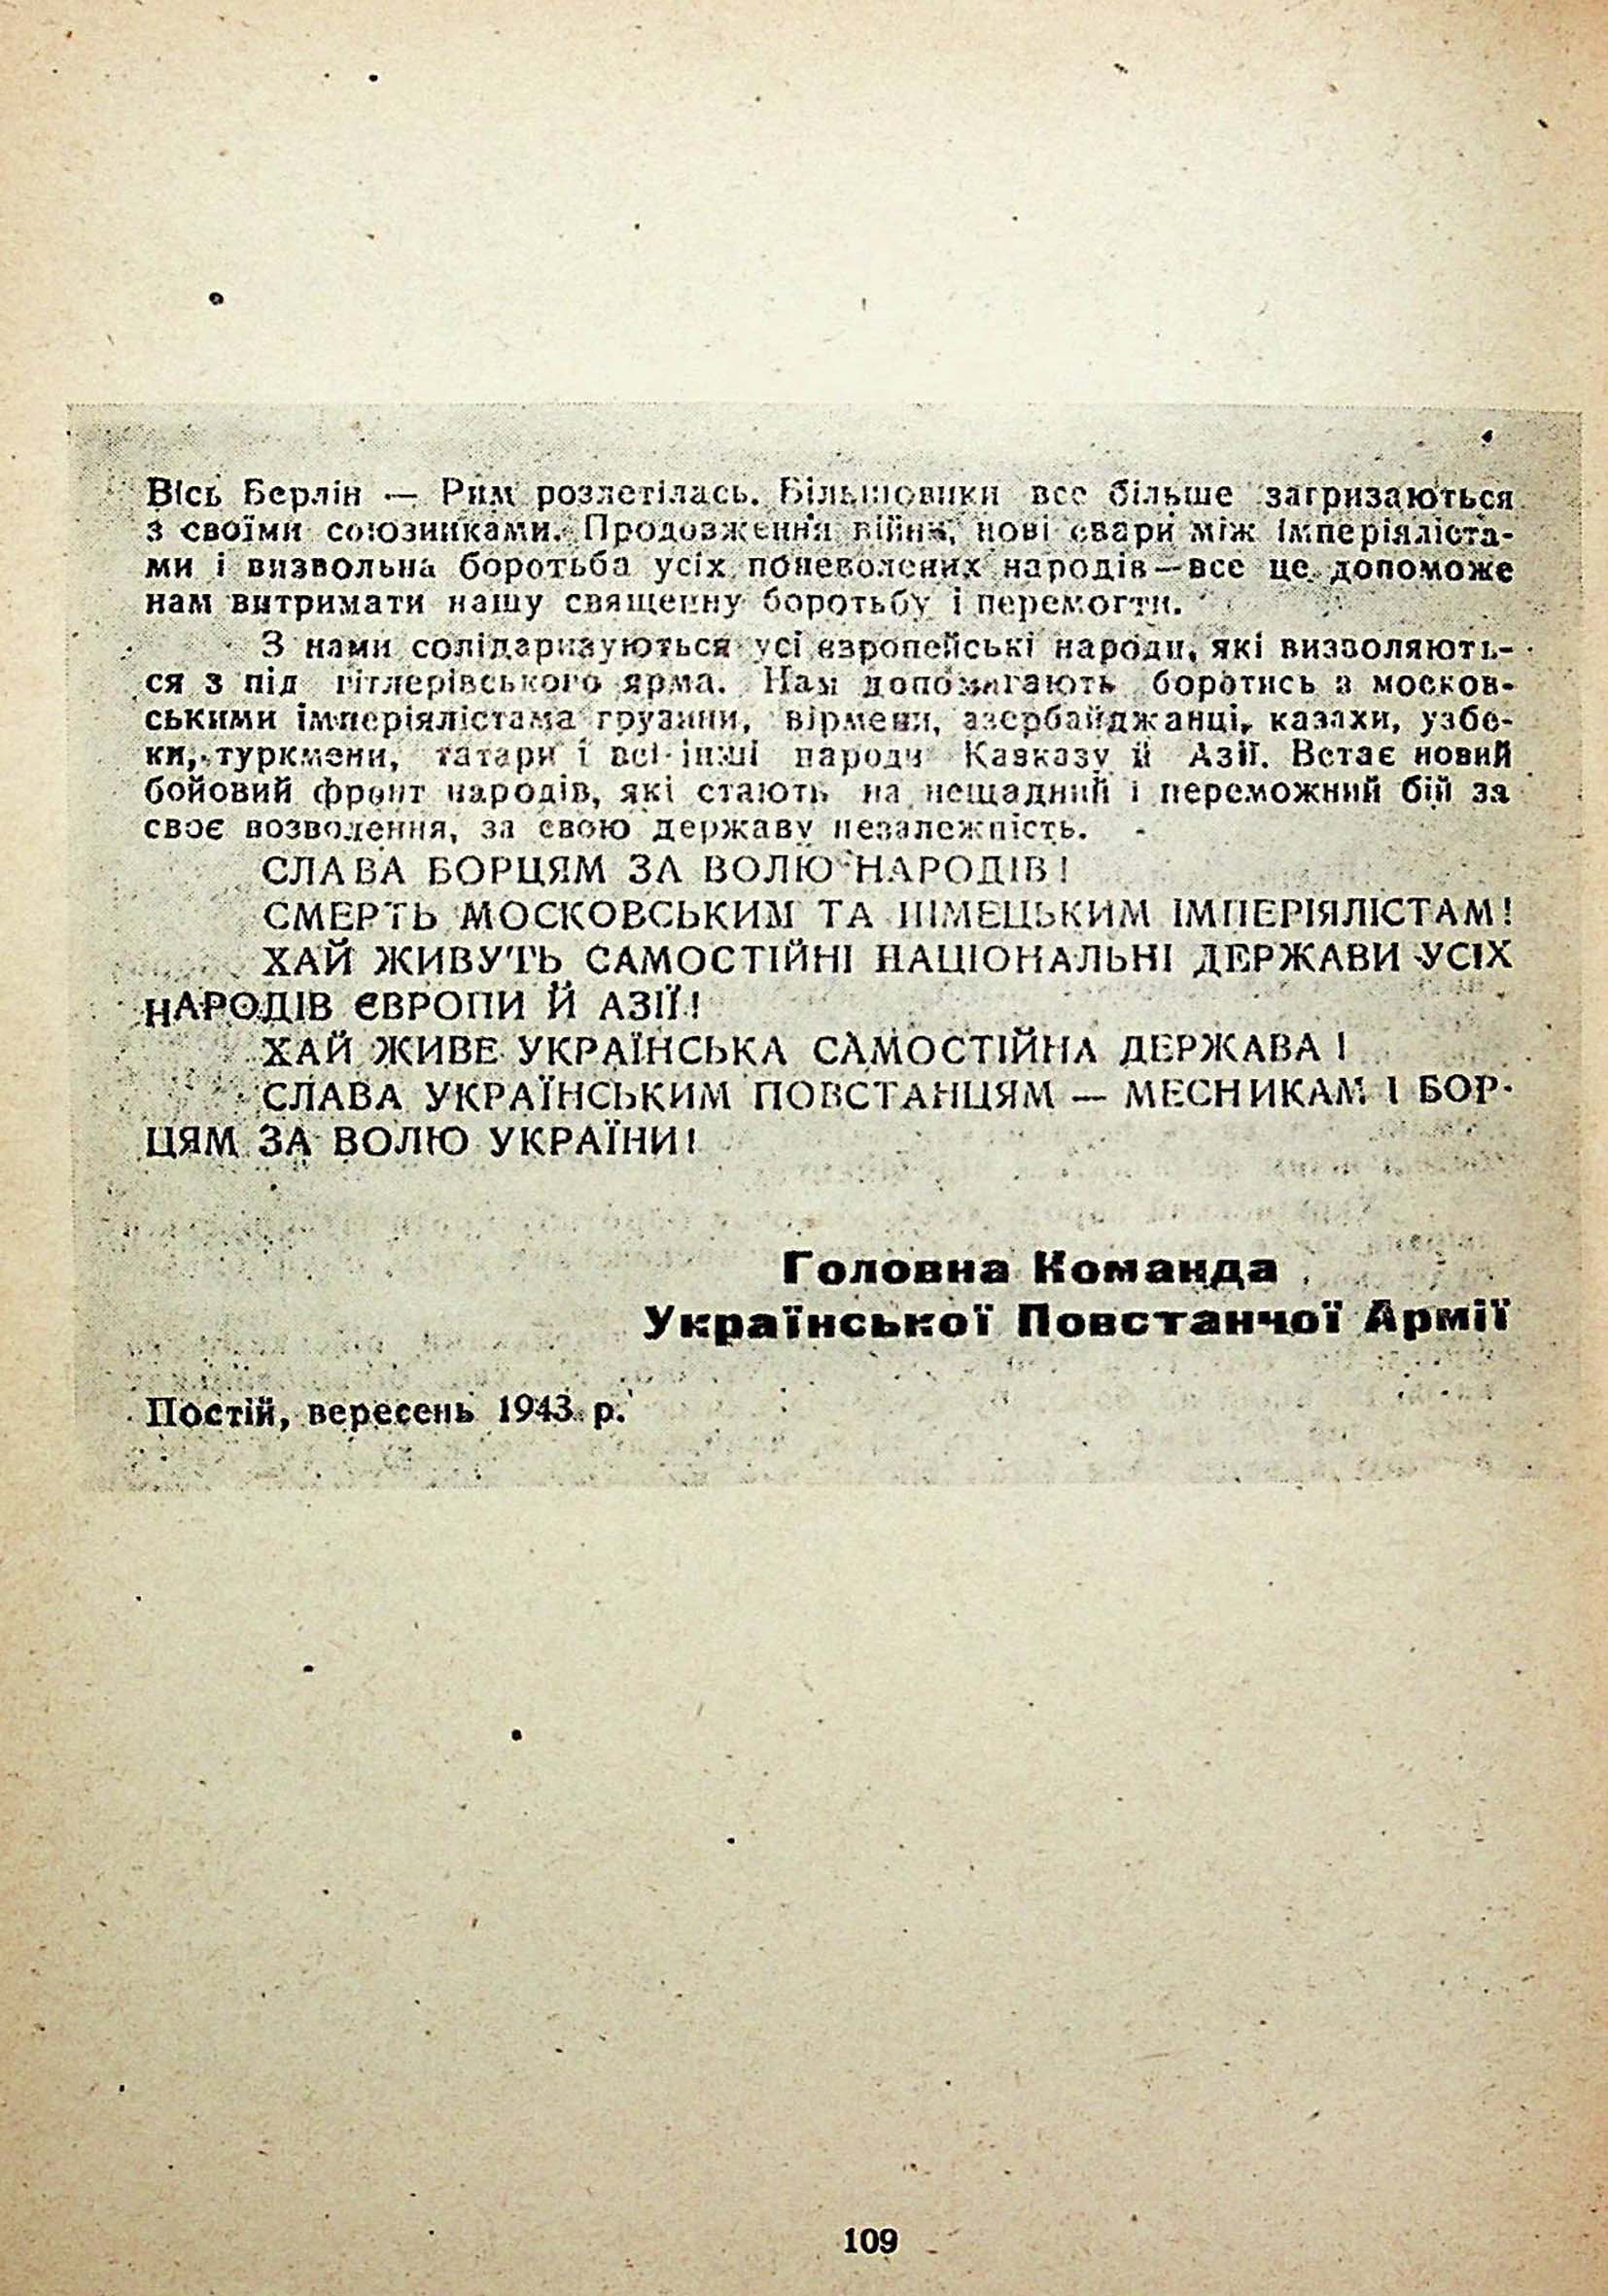 Вісь Берлін — Рим розлетілась. Більшовики все більше загризаються
з своїми союзниками. Продовження війни, нові свари між імперіяліста-
ми і визвольна боротьба усіх поневолених народів — все це допоможе
нам витримати нашу священну боротьбу і перемогти.
З нами солідаризуються усі европейські народи, які визволяють-
ся з під гітлерівського ярма. Нам допомагають боротись з москов-
ськими імперіялістама грузини, вірмени, азербайджанці, казахи, узбе-
ки, туркмени, татари і всі інші народи Кавказу й Азії. Встає новий
бойовий фронт народів, які стають на нещадний і переможний бій за
своє возволення, за свою державу незалежність.
СЛАВА БОРЦЯМ ЗА ВОЛЮ НАРОДІВ!
СМЕРТЬ МОСКОВСЬКИМ ТА НІМЕЦЬКИМ ІМПЕРІЯЛІСТАМ!
ХАЙ ЖИВУТЬ САМОСТІЙНІ НАЦІОНАЛЬНІ ДЕРЖАВИ УСІХ
НАРОДІВ ЄВРОПИ Й АЗІЇ!
ХАЙ ЖИВЕ УКРАЇНСЬКА САМОСТІЙНА ДЕРЖАВА!
СЛАВА УКРАЇНСЬКИМ ПОВСТАНЦЯМ — МЕСНИКАМ І БОР-
ЦЯМ ЗА ВОЛЮ УКРАЇНИ!
Головна Команда
Української Повстанчої Армії
Постій, вересень 1943 р.
109